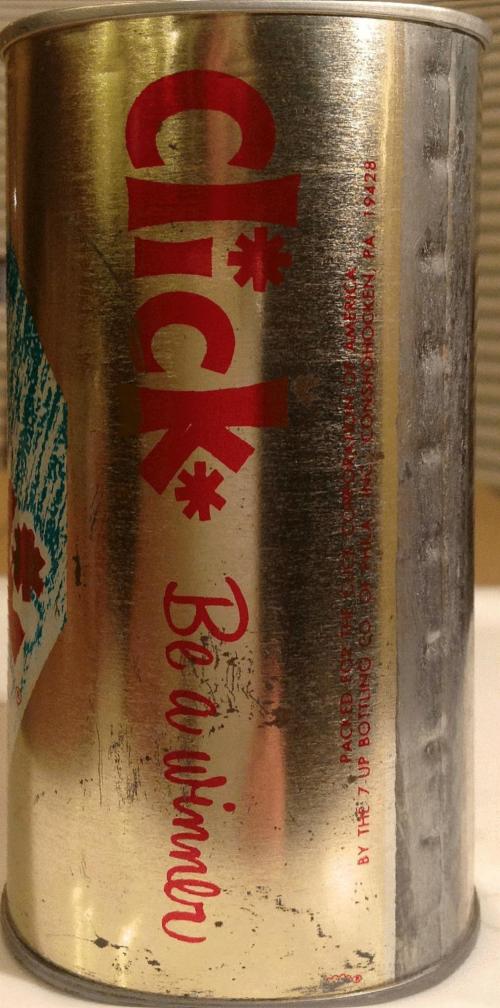 click*
Be a winner
PACKED FOR THE CLICK CORPORATION OF AMERICA
BY THE 7-UP BOTTLING CO. OF PHILA., INC., CONSHOHOCKEN, PA. 19428